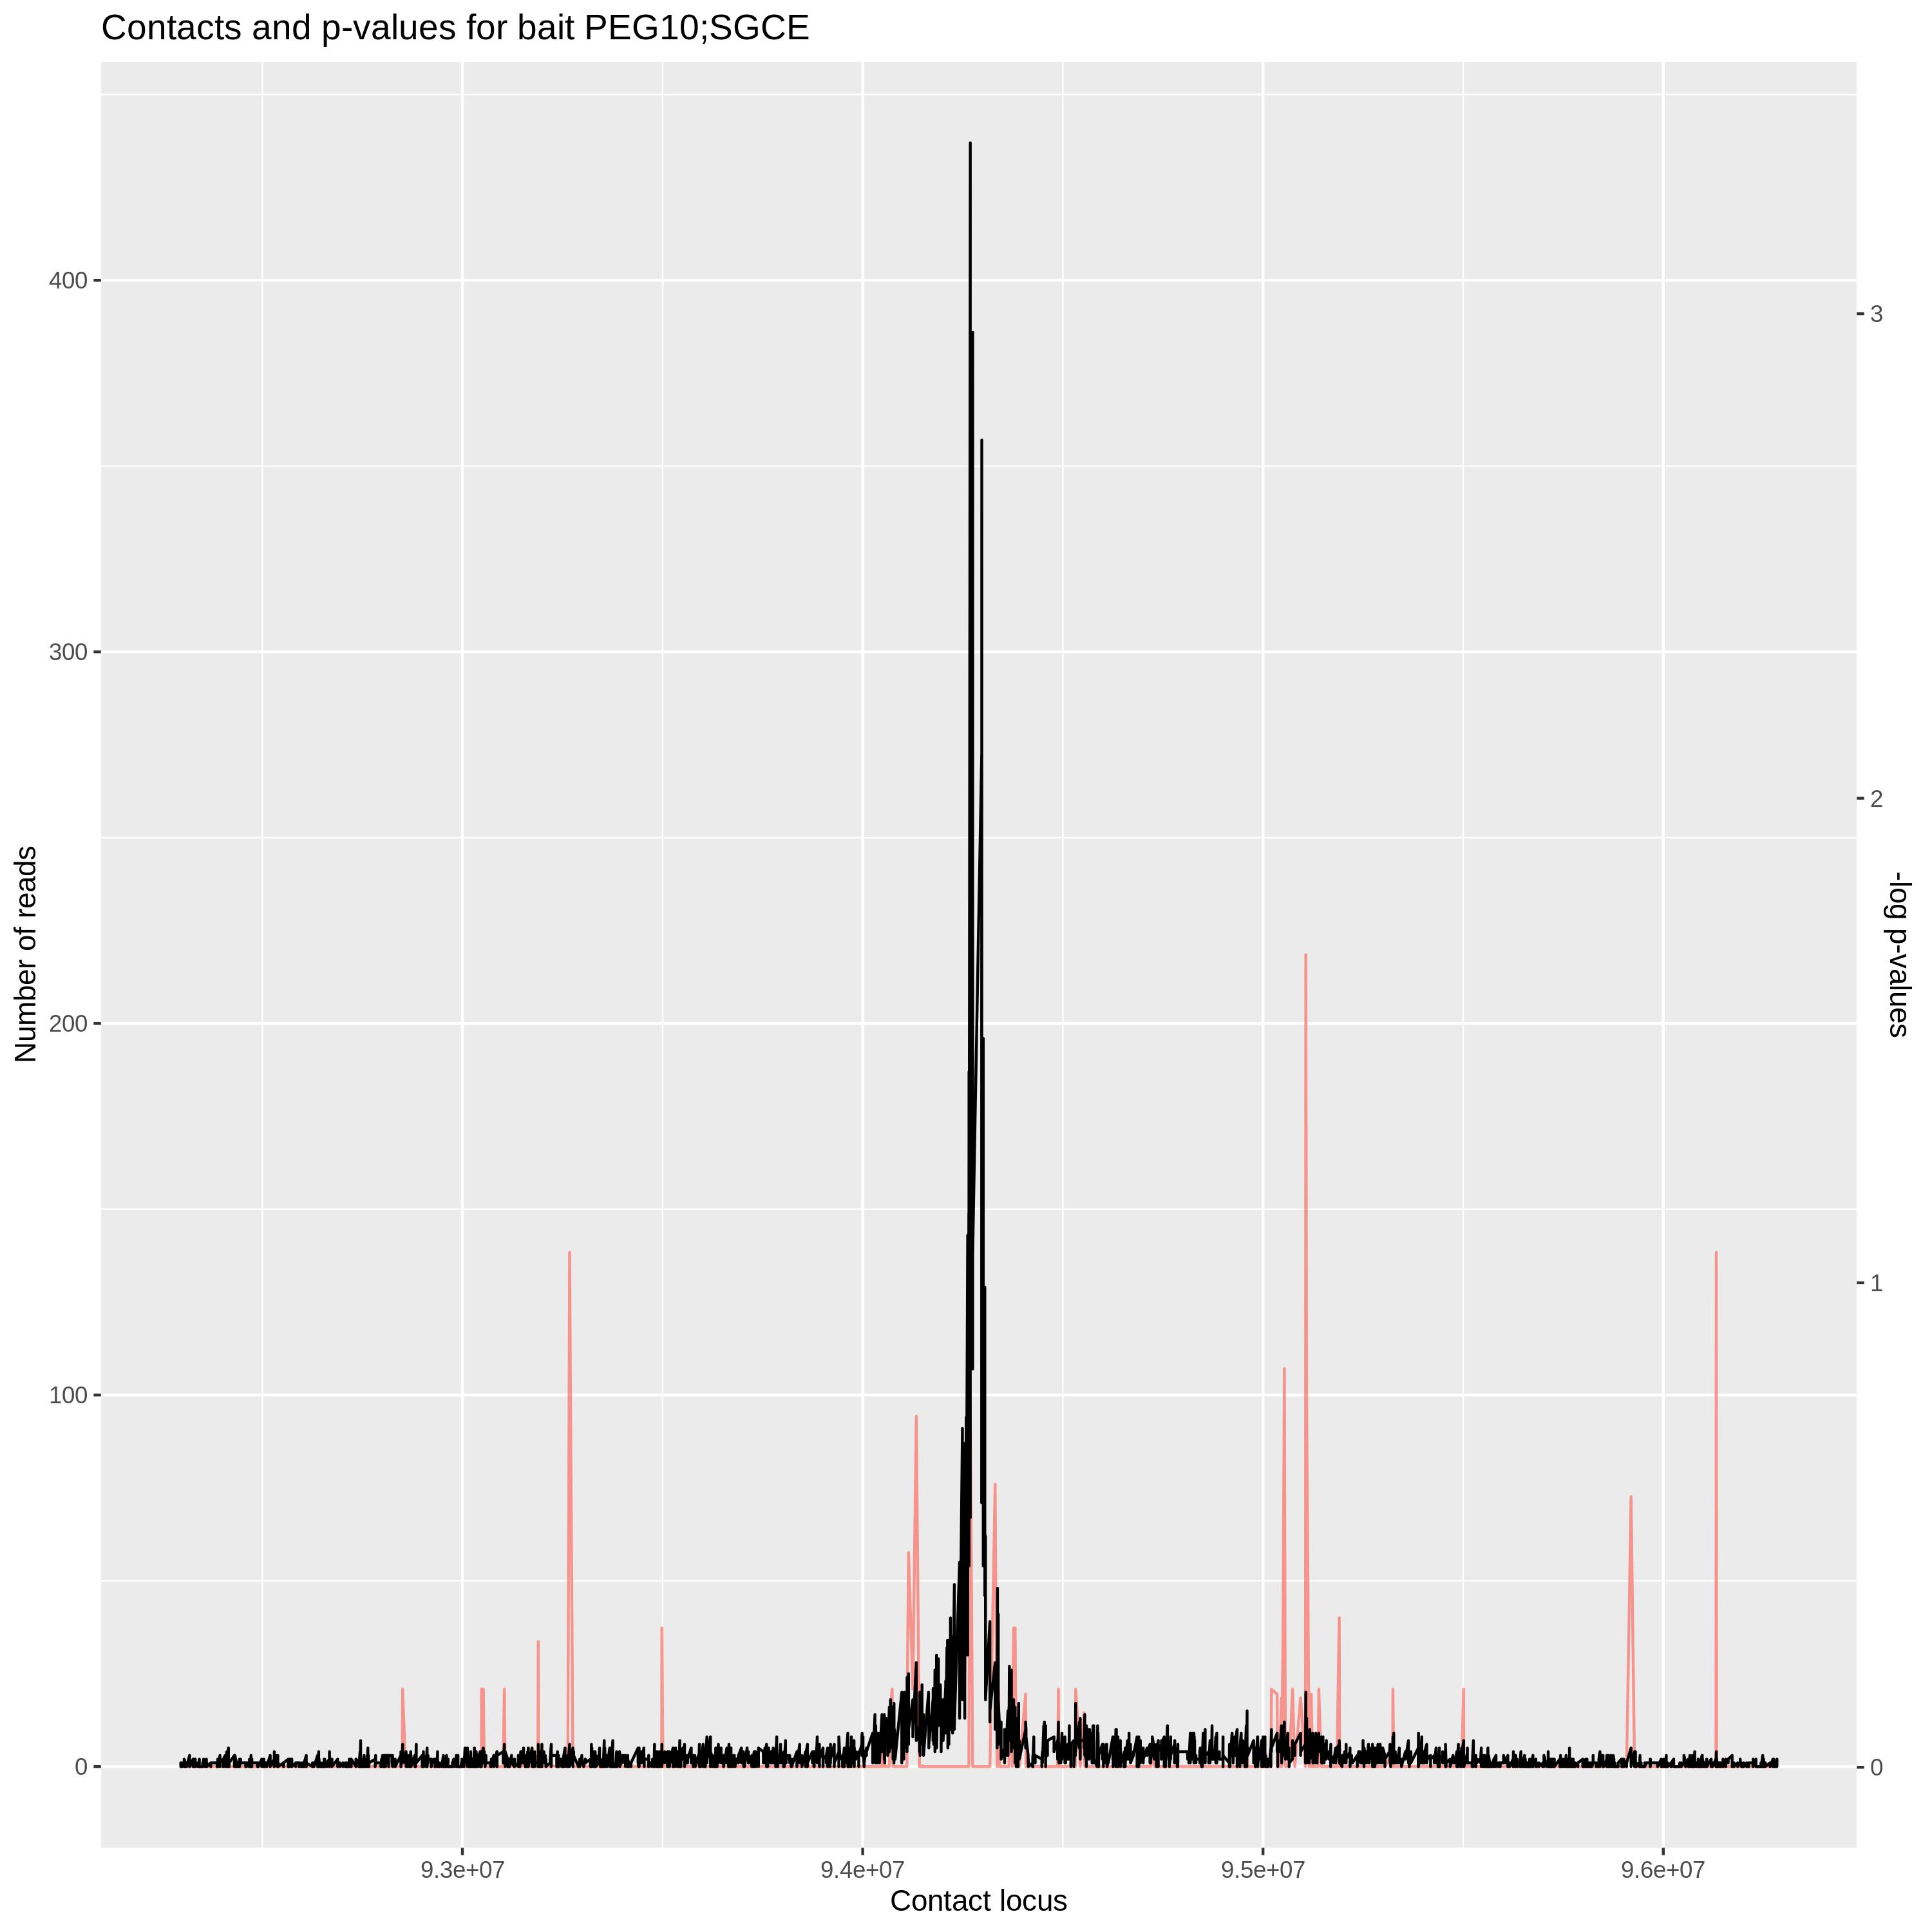 Contacts and p-values for bait PEG10;SGCE
400
300
200
100
0
Number of reads
3
2
1
0
-log p-values
9.3e+07
9.4e+07
9.5e+07
9.6e+07
Contact locus